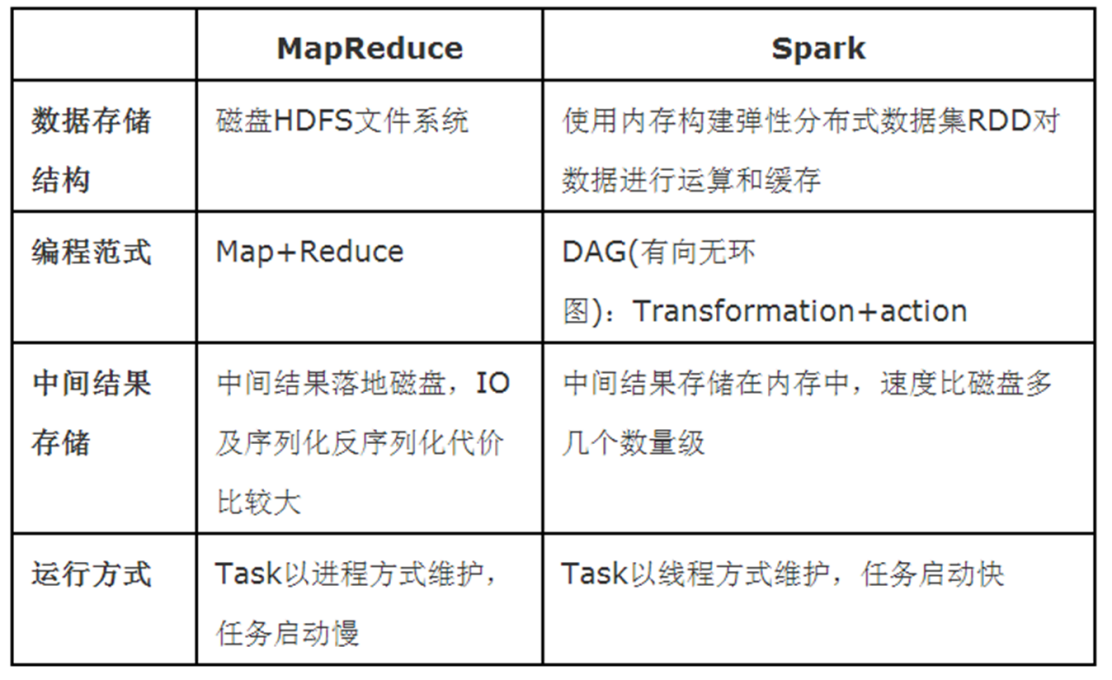 MapReduce
Spark
数据存储
结构
磁盘HDFS文件系统
使用内存构建弹性分布式数据集RDD对
数据进行运算和缓存
编程范式
Map+Reduce
DAG(有向无环
图)：Transformation+action
中间结果
存储
中间结果落地磁盘，IO
及序列化反序列化代价
比较大
中间结果存储在内存中，速度比磁盘多
几个数量级
运行方式
Task以进程方式维护，
任务启动慢
Task以线程方式维护，任务启动快